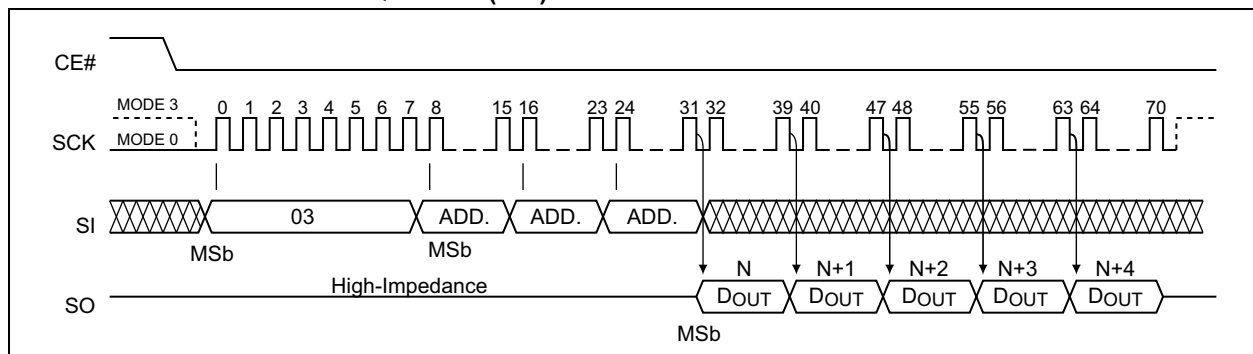 CE#
MODE 3
0 1 2 3 4 5 6 7 8 15 16 23 24 31 32 39 40 47 48 55 56 63 64 70
SCK
MODE 0
SI
03 ADD. ADD. ADD.
MSb MSb
N N+1 N+2 N+3 N+4
High-Impedance
SO
DOUT DOUT DOUT DOUT DOUT
MSb